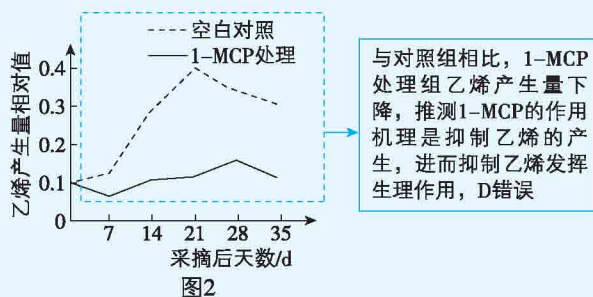 空白对照
1-MCP处理
乙烯产生量相对值
0.4
0.3
0.2
0.1
0
7 14 21 28 35
采摘后天数/d
图2
与对照组相比，1-MCP
处理组乙烯产生量下
降，推测1-MCP的作用
机理是抑制乙烯的产
生，进而抑制乙烯发挥
生理作用，D错误